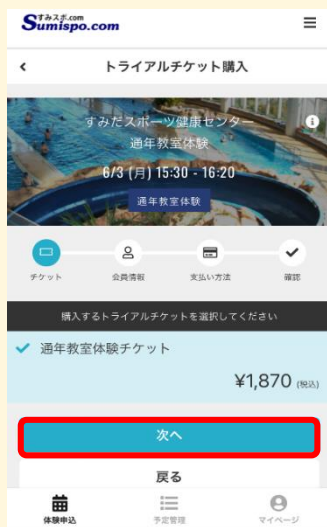 すみスポ.com
Sumispo.com
トライアルチケット購入
すみだスポーツ健康センター
通年教室体験
6/3 (月) 15:30 - 16:20
通年教室体験
チケット
会員情報
支払い方法
確認
購入するトライアルチケットを選択してください
通年教室体験チケット
¥1,870 (税込)
次へ
戻る
体験申込
予定管理
マイページ